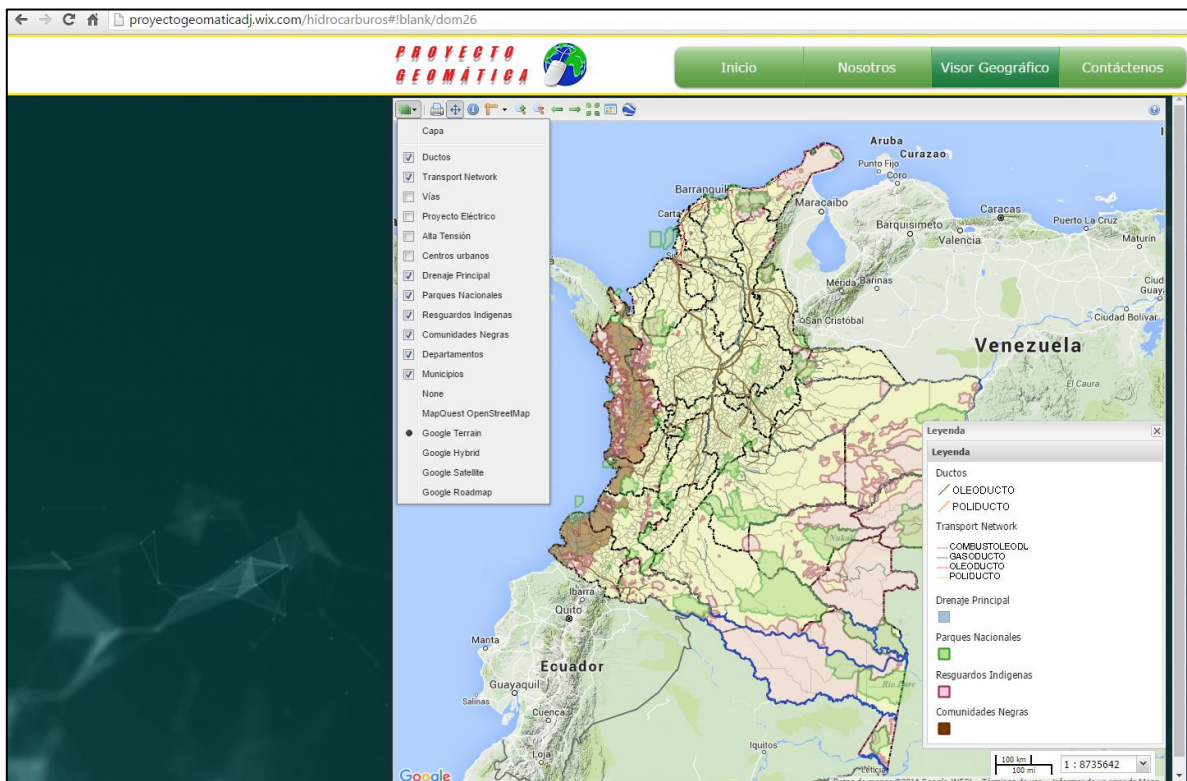 proyectogeomaticadj.wix.com/hidrocarburos#!blank/dom26
PROYECTO
GEOMÁTICA
Inicio
Nosotros
Visor Geográfico
Contáctenos
Capa
Ductos
Transport Network
Vías
Proyecto Eléctrico
Alta Tensión
Centros urbanos
Drenaje Principal
Parques Nacionales
Resguardos Indigenas
Comunidades Negras
Departamentos
Municipios
None
MapQuest OpenStreetMap
Google Terrain
Google Hybrid
Google Satellite
Google Roadmap
Aruba
Curazao
Punto Fijo
Coro
Barranquil
Maracaibo
Carta
Caracas
Barquisimeto
Puerto La Cruz
Valencia
Maturín
Mérida
Barinas
Ciud
Guay
San Cristóbal
Ciudad Bolívar
Venezuela
El Caura
Ibarra
Quito
Manta
Ecuador
Guayaquil
Salinas
Cuenca
Loja
Iquitos
Leticia
Google
Leyenda
Leyenda
Ductos
OLEODUCTO
POLIDUCTO
Transport Network
COMBUSTOLEODL
GASODUCTO
OLEODUCTO
POLIDUCTO
Drenaje Principal
Parques Nacionales
Resguardos Indigenas
Comunidades Negras
100 km
100 mi
1 : 8735642